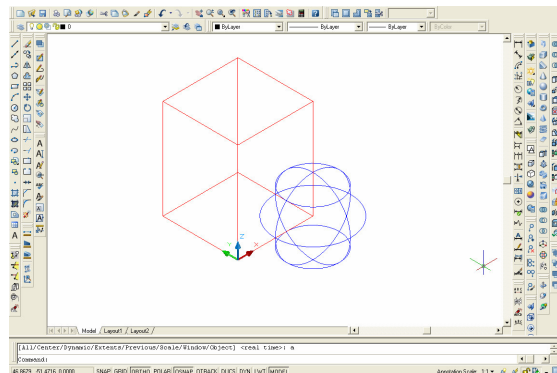 0
ByLayer
ByLayer
ByLayer
ByColor
Z
X
Y
Model / Layout1 / Layout2
[All/Center/Dynamic/Extents/Previous/Scale/Window/Object] <real time>: a
Command:
SNAP GRID ORTHO POLAR OSNAP OTRACK DUCS DYN LWT MODEL
Annotation Scale: 1:1